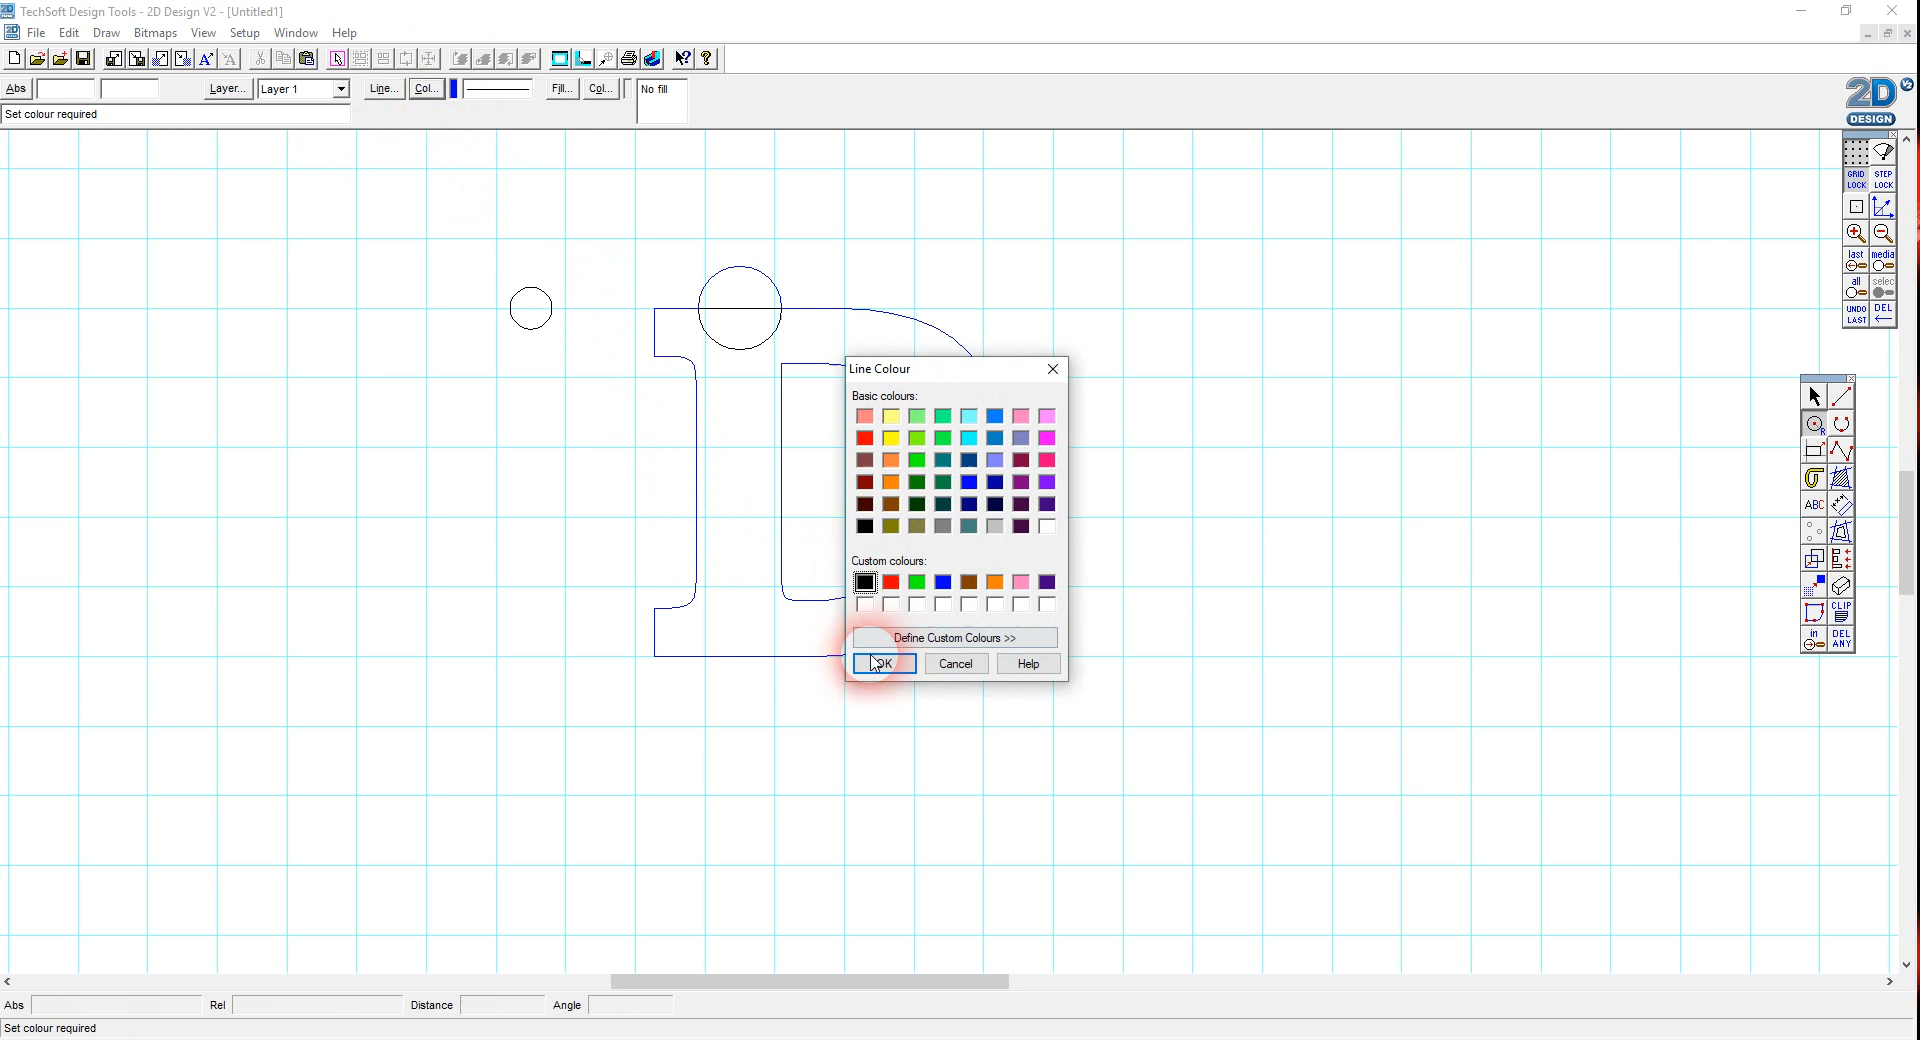 TechSoft Design Tools - 2D Design V2 - [Untitled1]
File Edit Draw Bitmaps View Setup Window Help
Abs Layer... Layer 1 Line... Col... Fill... Col... No fill
Set colour required
2D V2
DESIGN
GRID LOCK STEP LOCK
last media
all selec
UNDO LAST DEL
Line Colour
Basic colours:
Custom colours:
Define Custom Colours >>
OK Cancel Help
R
ABC
CLIP
in DEL ANY
Abs Rel Distance Angle
Set colour required